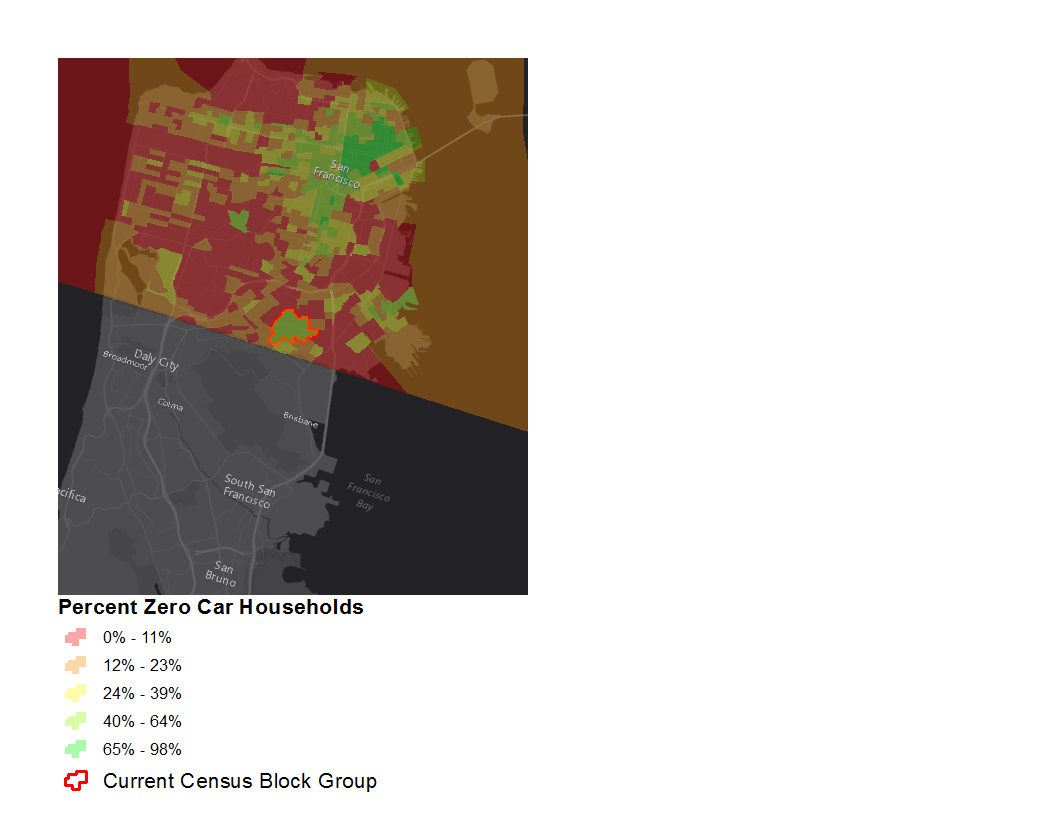 San
Francisco
Daly City
Broadmoor
Colma
Brisbane
South San
Francisco
San
Francisco
Bay
acifica
San
Bruno
Percent Zero Car Households
0% - 11%
12% - 23%
24% - 39%
40% - 64%
65% - 98%
Current Census Block Group